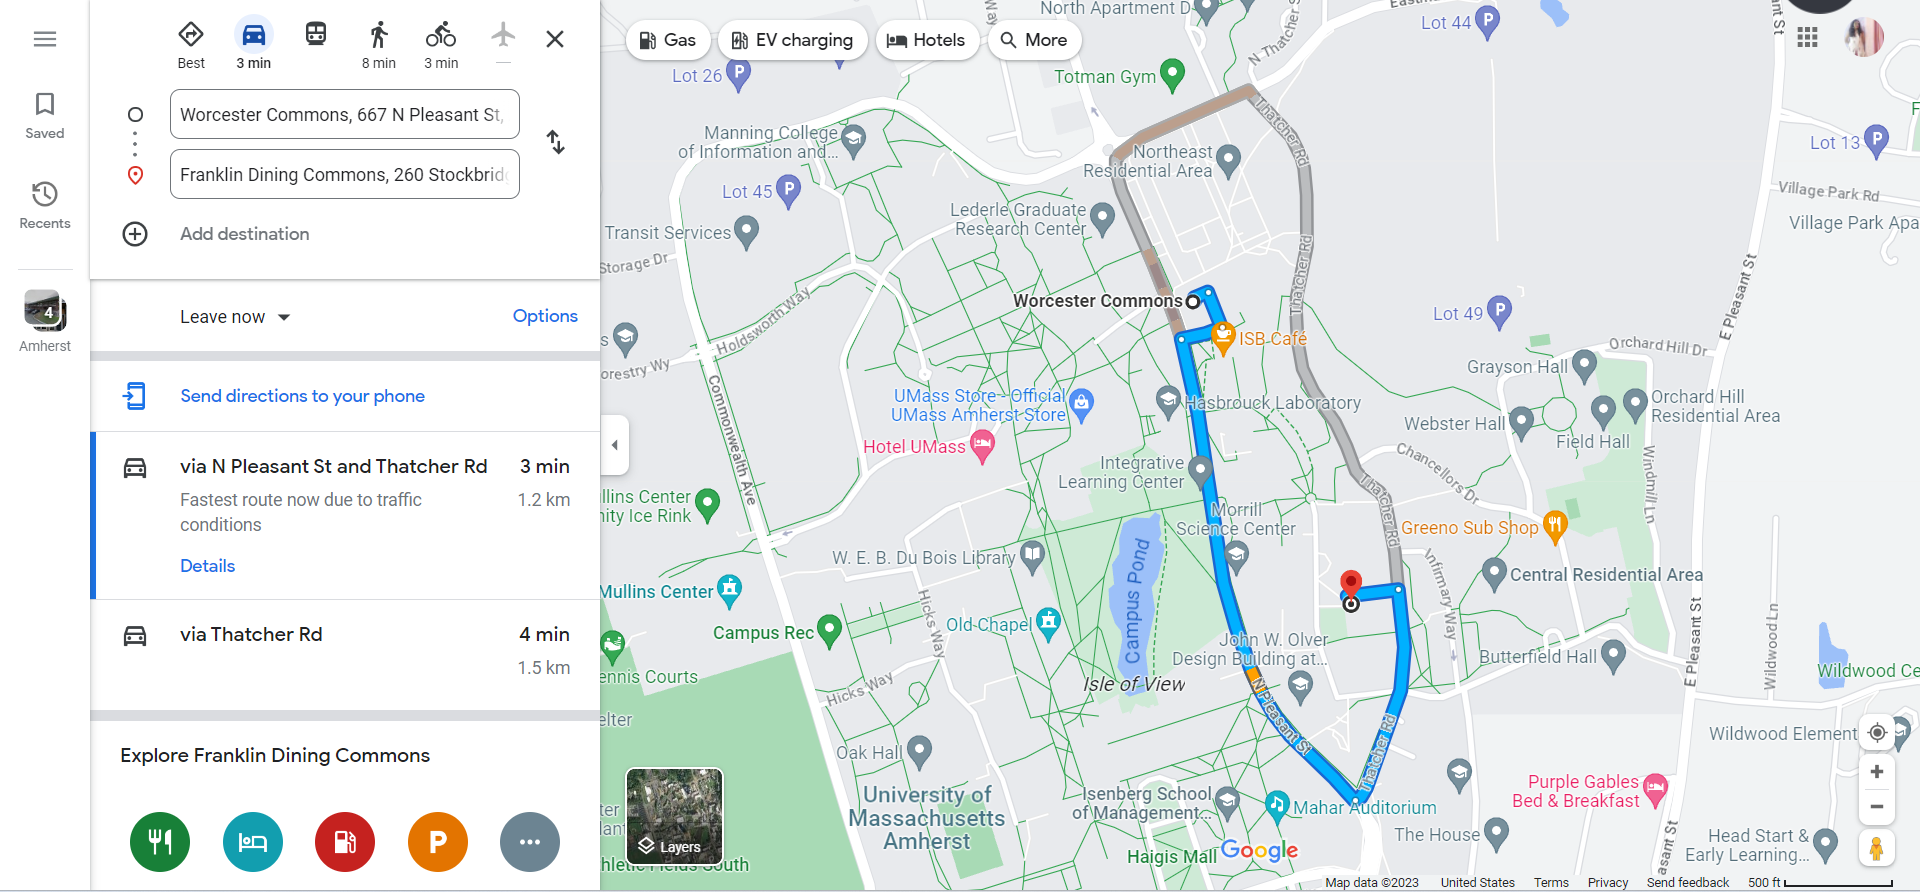 Best
3 min
8 min
3 min
—
Worcester Commons, 667 N Pleasant St,
Franklin Dining Commons, 260 Stockbridg
Add destination
Saved
Recents
4
Amherst
Leave now
Options
Send directions to your phone
via N Pleasant St and Thatcher Rd
3 min
Fastest route now due to traffic
conditions
1.2 km
Details
via Thatcher Rd
4 min
1.5 km
Explore Franklin Dining Commons
P
Gas
EV charging
Hotels
More
North Apartment D
Way
N Thatcher S
Lot 44
P
Pleasant St
Lot 26
P
Totman Gym
Thatcher Rd
Manning College
of Information and...
Northeast
Residential Area
Lot 13
P
Lot 45
P
Village Park Rd
Village Park Apa
Lederle Graduate
Research Center
Transit Services
Storage Dr
Thatcher Rd
E Pleasant St
Worcester Commons
Holdsworth Way
Lot 49
P
ISB Café
s
orestry Wy
Orchard Hill Dr
Grayson Hall
Commonwealth Ave
UMass Store - Official
UMass Amherst Store
Hasbrouck Laboratory
Orchard Hill
Residential Area
Webster Hall
Field Hall
Hotel UMass
Integrative
Learning Center
Chancellors Dr
Windmill Ln
Thatcher Rd
llins Center
nity Ice Rink
Morrill
Science Center
Greeno Sub Shop
W. E. B. Du Bois Library
Campus Pond
Infirmary Way
Central Residential Area
Mullins Center
Hicks Way
Old Chapel
Campus Rec
John W. Olver
Design Building at...
Butterfield Hall
E Pleasant St
Wildwood Ln
Wildwood Ce
ennis Courts
Hicks Way
Isle of View
N Pleasant St
Thatcher Rd
elter
Oak Hall
Wildwood Element
University of
Massachusetts
Amherst
Isenberg School
of Management...
Mahar Auditorium
Purple Gables
Bed & Breakfast
The House
Head Start &
Early Learning...
asant St
Haigis Mall
Google
Layers
hletic Fields South
Map data ©2023
United States
Terms
Privacy
Send feedback
500 ft